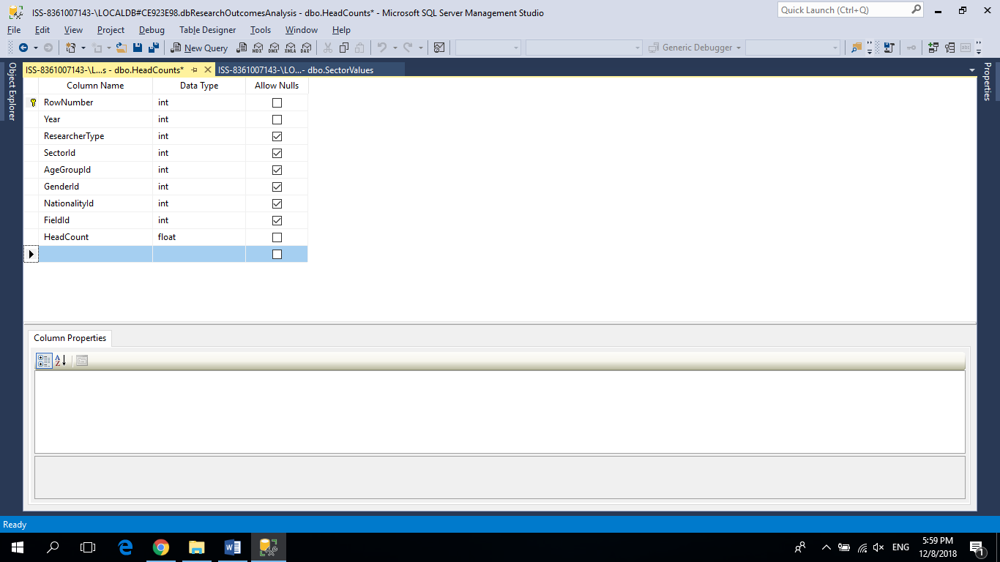 ISS-8361007143-\LOCALDB#CE923E98.dbResearchOutcomesAnalysis - dbo.HeadCounts* - Microsoft SQL Server Management Studio
Quick Launch (Ctrl+Q)
File Edit View Project Debug Table Designer Tools Window Help
New Query MDX DMX XMLA DAX Generic Debugger
Object Explorer
ISS-8361007143-\L...s - dbo.HeadCounts* ISS-8361007143-\LO...- dbo.SectorValues
Properties
Column Name Data Type Allow Nulls
RowNumber int
Year int
ResearcherType int
SectorId int
AgeGroupId int
GenderId int
NationalityId int
FieldId int
HeadCount float
Column Properties
Ready
ENG 5:59 PM
12/8/2018 1